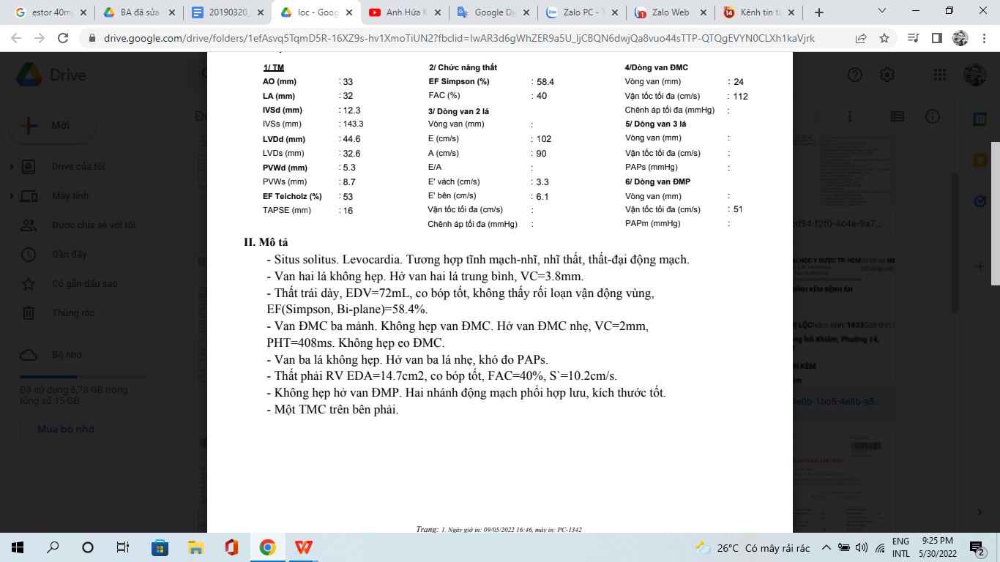 estor 40mg
BA đã sửa
20190320_
loc - Goog
Anh Hứa K
Google Dịc
Zalo PC - T
Zalo Web
Kênh tin tứ
drive.google.com/drive/folders/1efAsvq5TqmD5R-16XZ9s-hv1XmoTiUN2?fbclid=IwAR3d6gWhZER9a5U_IjCBQN6dwjQa8vuo44sTTP-QTQgEVYN0CLXh1kaVjrk
Drive
Mới
Drive của tôi
Máy tính
Được chia sẻ với tôi
Gần đây
Có gắn dấu sao
Thùng rác
Bộ nhớ
Đã sử dụng 6,78 GB trong
tổng số 15 GB
Mua bộ nhớ
1/ TM
AO (mm) : 33
LA (mm) : 32
IVSd (mm) : 12.3
IVSs (mm) : 143.3
LVDd (mm) : 44.6
LVDs (mm) : 32.6
PVWd (mm) : 5.3
PVWs (mm) : 8.7
EF Teicholz (%) : 53
TAPSE (mm) : 16
2/ Chức năng thất
EF Simpson (%) : 58.4
FAC (%) : 40
3/ Dòng van 2 lá
Vòng van (mm) :
E (cm/s) : 102
A (cm/s) : 90
E/A :
E' vách (cm/s) : 3.3
E' bên (cm/s) : 6.1
Vận tốc tối đa (cm/s) :
Chênh áp tối đa (mmHg) :
4/Dòng van ĐMC
Vòng van (mm) : 24
Vận tốc tối đa (cm/s) : 112
Chênh áp tối đa (mmHg) :
5/ Dòng van 3 lá
Vòng van (mm) :
Vận tốc tối đa (cm/s) :
PAPs (mmHg) :
6/ Dòng van ĐMP
Vòng van (mm) :
Vận tốc tối đa (cm/s) : 51
PAPm (mmHg) :
II. Mô tả
- Situs solitus. Levocardia. Tương hợp tĩnh mạch-nhĩ, nhĩ thất, thất-đại động mạch.
- Van hai lá không hẹp. Hở van hai lá trung bình, VC=3.8mm.
- Thất trái dày, EDV=72mL, co bóp tốt, không thấy rối loạn vận động vùng,
EF(Simpson, Bi-plane)=58.4%.
- Van ĐMC ba mảnh. Không hẹp van ĐMC. Hở van ĐMC nhẹ, VC=2mm,
PHT=408ms. Không hẹp eo ĐMC.
- Van ba lá không hẹp. Hở van ba lá nhẹ, khó đo PAPs.
- Thất phải RV EDA=14.7cm2, co bóp tốt, FAC=40%, S`=10.2cm/s.
- Không hẹp hở van ĐMP. Hai nhánh động mạch phổi hợp lưu, kích thước tốt.
- Một TMC trên bên phải.
Trang: 1. Ngày giờ in: 09/05/2022 16:46, máy in: PC-1342
d94-f2f0-4c4e-9a7...
ĐẠI HỌC Y DƯỢC TP. HCM Số hồ sơ N2
ĐÍNH KÈM BỆNH ÁN
Ị LỘC Năm sinh: 1933 Giới tính:
ng Ích Khiêm, Phường 14,
H KÈM
e0b-1bc5-4e8b-a5...
26°C Có mây rải rác
ENG
INTL
9:25 PM
5/30/2022
2